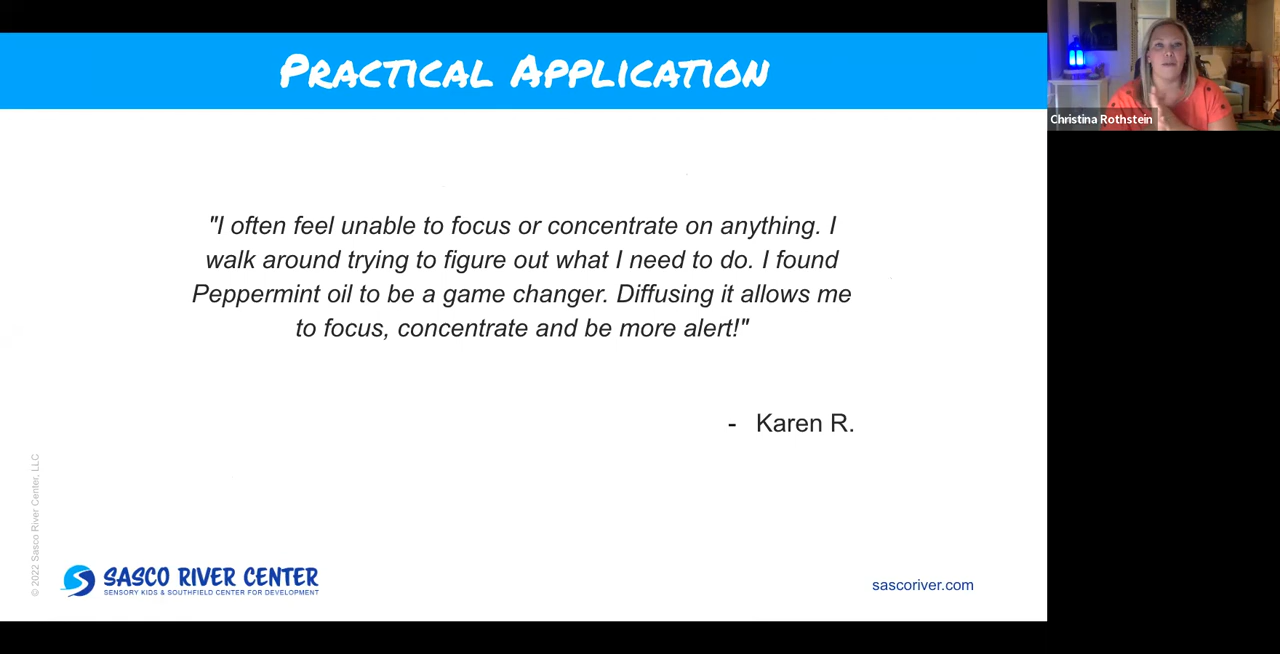 PRACTICAL APPLICATION
Christina Rothstein
"I often feel unable to focus or concentrate on anything. I
walk around trying to figure out what I need to do. I found
Peppermint oil to be a game changer. Diffusing it allows me
to focus, concentrate and be more alert!"
- Karen R.
© 2022 Sasco River Center, LLC
SASCO RIVER CENTER
SENSORY KIDS & SOUTHFIELD CENTER FOR DEVELOPMENT
sascoriver.com